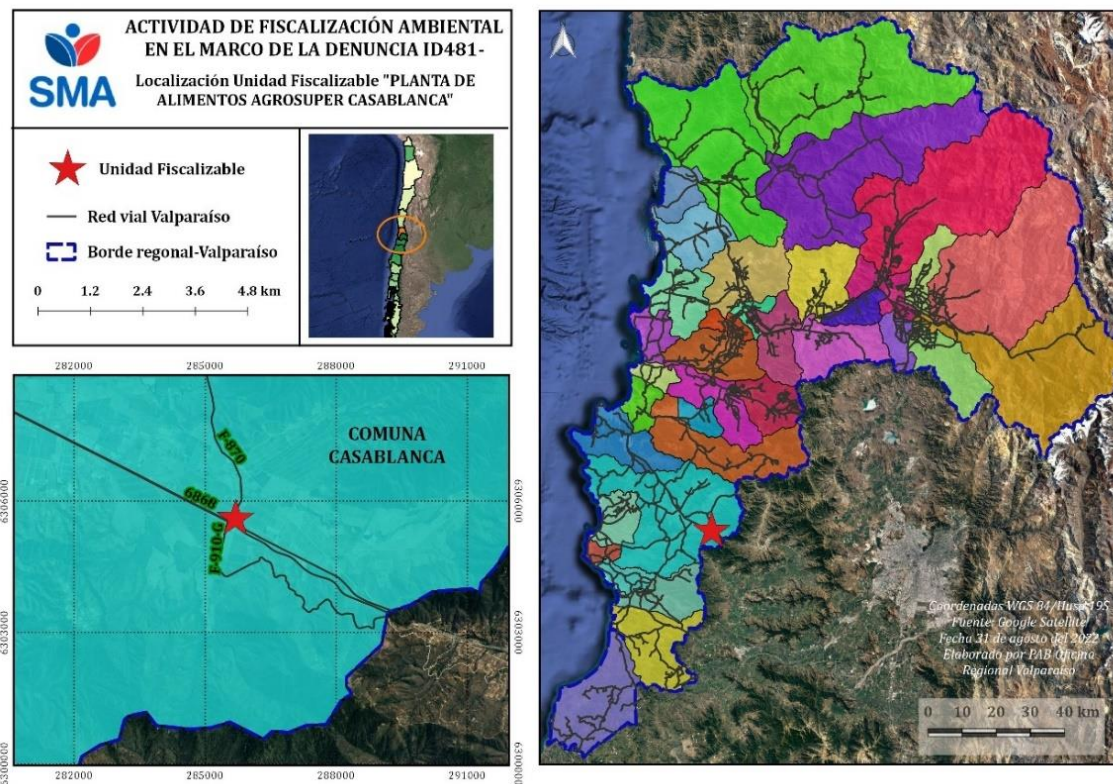 SMA
ACTIVIDAD DE FISCALIZACIÓN AMBIENTAL
EN EL MARCO DE LA DENUNCIA ID481-
Localización Unidad Fiscalizable "PLANTA DE
ALIMENTOS AGROSUPER CASABLANCA"
Unidad Fiscalizable
Red vial Valparaíso
Borde regional-Valparaíso
0 1.2 2.4 3.6 4.8 km
282000 285000 288000 291000
F-870
COMUNA
CASABLANCA
6306000 6306000
6866
F-910-G
6303000 6303000
6300000 6300000
282000 285000 288000 291000
Coordenadas WGS 84/Huso 19S
Fuente: Google Satellite
Fecha 31 de agosto del 2022
Elaborado por PAB Oficina
Regional Valparaíso
0 10 20 30 40 km